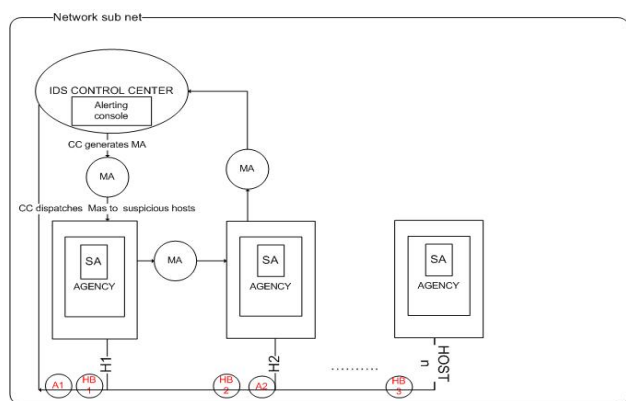 Network sub net
IDS CONTROL CENTER
Alerting
console
CC generates MA
MA
MA
CC dispatches Mas to suspicious hosts
SA
AGENCY
MA
SA
AGENCY
SA
AGENCY
H1
H2
..........
HOST
n
A1
HB
1
HB
2
A2
HB
3